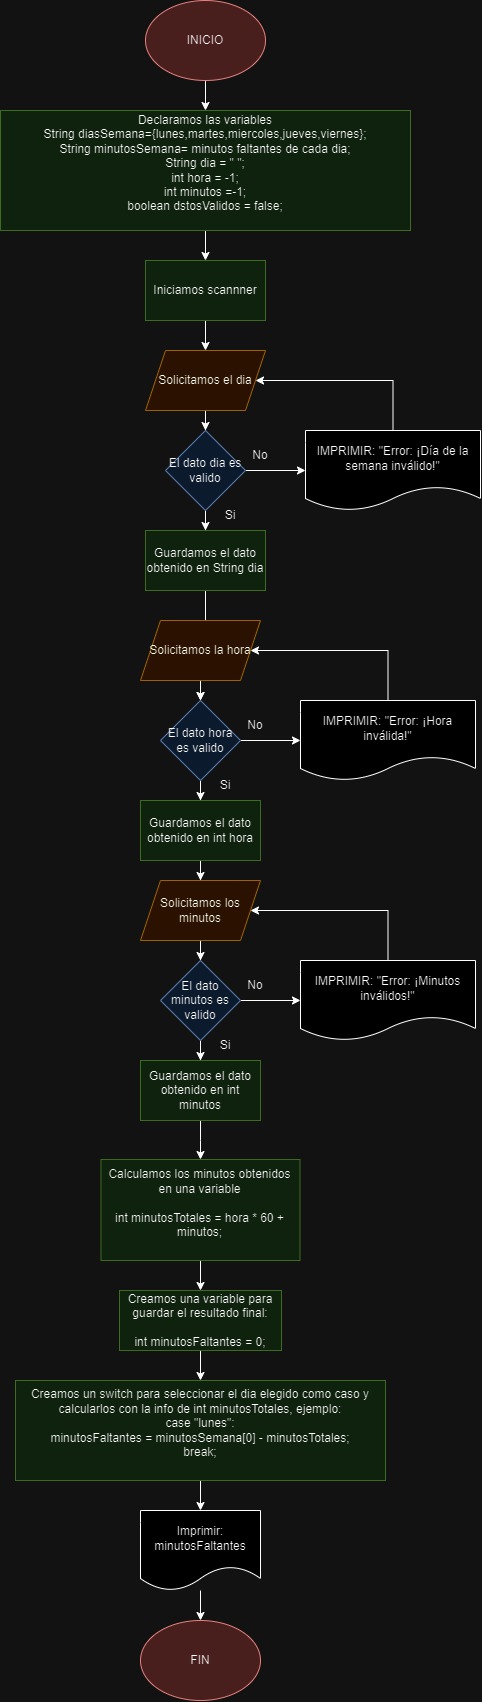 INICIO
Declaramos las variables
String diasSemana={lunes,martes,miercoles,jueves,viernes};
String minutosSemana= minutos faltantes de cada dia;
String dia = " ";
int hora = -1;
int minutos =-1;
boolean dstosValidos = false;
Iniciamos scannner
Solicitamos el dia
El dato dia es
valido
No
IMPRIMIR: "Error: ¡Día de la
semana inválido!"
Si
Guardamos el dato
obtenido en String dia
Solicitamos la hora
El dato hora
es valido
No
IMPRIMIR: "Error: ¡Hora
inválida!"
Si
Guardamos el dato
obtenido en int hora
Solicitamos los
minutos
El dato
minutos es
valido
No
IMPRIMIR: "Error: ¡Minutos
inválidos!"
Si
Guardamos el dato
obtenido en int
minutos
Calculamos los minutos obtenidos
en una variable
int minutosTotales = hora * 60 +
minutos;
Creamos una variable para
guardar el resultado final:
int minutosFaltantes = 0;
Creamos un switch para seleccionar el dia elegido como caso y
calcularlos con la info de int minutosTotales, ejemplo:
case "lunes":
minutosFaltantes = minutosSemana[0] - minutosTotales;
break;
Imprimir:
minutosFaltantes
FIN